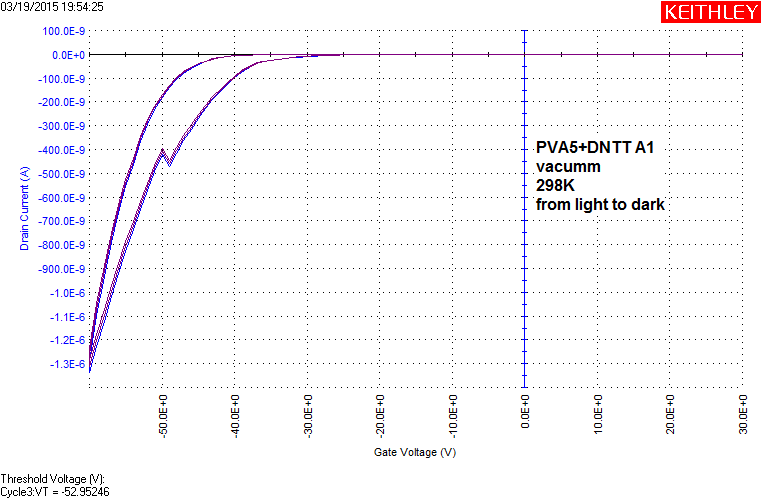 03/19/2015 19:54:25
KEITHLEY
100.0E-9
0.0E+0
-100.0E-9
-200.0E-9
-300.0E-9
-400.0E-9
-500.0E-9
-600.0E-9
-700.0E-9
-800.0E-9
-900.0E-9
-1.0E-6
-1.1E-6
-1.2E-6
-1.3E-6
Drain Current (A)
PVA5+DNTT A1
vacumm
298K
from light to dark
-50.0E+0
-40.0E+0
-30.0E+0
-20.0E+0
-10.0E+0
0.0E+0
10.0E+0
20.0E+0
30.0E+0
Gate Voltage (V)
Threshold Voltage (V):
Cycle3:VT = -52.95246